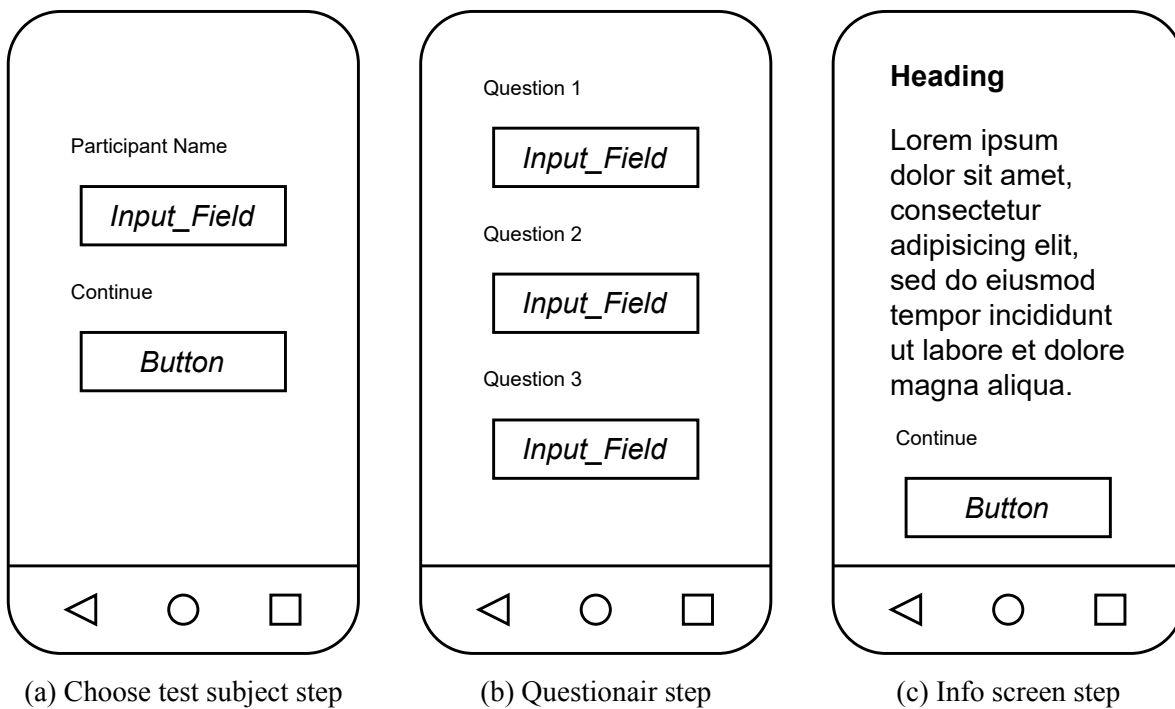 Participant Name
Input_Field
Continue
Button
(a) Choose test subject step
Question 1
Input_Field
Question 2
Input_Field
Question 3
Input_Field
(b) Questionair step
Heading
Lorem ipsum
dolor sit amet,
consectetur
adipisicing elit,
sed do eiusmod
tempor incididunt
ut labore et dolore
magna aliqua.
Continue
Button
(c) Info screen step